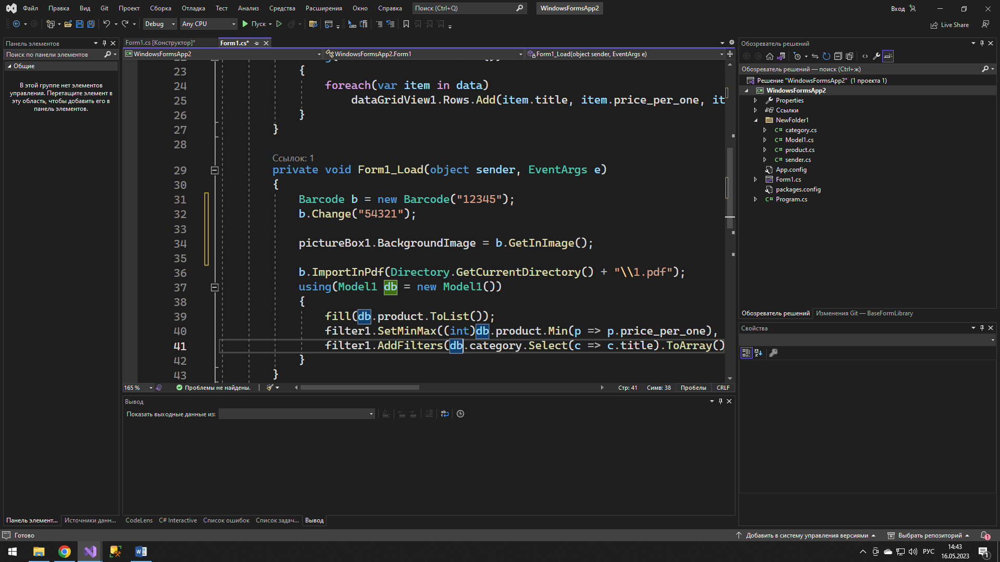 Файл Правка Вид Git Проект Сборка Отладка Тест Анализ Средства Расширения Окно Справка Поиск (Ctrl+Q) WindowsFormsApp2 Вход
Debug Any CPU Пуск Live Share
Панель элементов
Поиск по панели элементов
Общие
В этой группе нет элементов
управления. Перетащите элемент в
эту область, чтобы добавить его в
панель элементов.
Form1.cs [Конструктор]* Form1.cs*
WindowsFormsApp2 WindowsFormsApp2.Form1 Form1_Load(object sender, EventArgs e)
23 {
24 foreach(var item in data)
25 dataGridView1.Rows.Add(item.title, item.price_per_one, it
26 }
27 }
28
Ссылок: 1
29 private void Form1_Load(object sender, EventArgs e)
30 {
31 Barcode b = new Barcode("12345");
32 b.Change("54321");
33
34 pictureBox1.BackgroundImage = b.GetInImage();
35
36 b.ImportInPdf(Directory.GetCurrentDirectory() + "\\1.pdf");
37 using(Model1 db = new Model1())
38 {
39 fill(db.product.ToList());
40 filter1.SetMinMax((int)db.product.Min(p => p.price_per_one),
41 filter1.AddFilters(db.category.Select(c => c.title).ToArray()
42 }
43 }
165 % Проблемы не найдены. Стр: 41 Симв: 38 Пробелы CRLF
Вывод
Показать выходные данные из:
Панель элемент... Источники данн... CodeLens C# Interactive Список ошибок Список задач... Вывод
Обозреватель решений
Обозреватель решений — поиск (Ctrl+ж)
Решение "WindowsFormsApp2" (1 проекта 1)
WindowsFormsApp2
Properties
Ссылки
NewFolder1
C# category.cs
C# Model1.cs
C# product.cs
C# sender.cs
App.config
Form1.cs
packages.config
C# Program.cs
Обозреватель решений Изменения Git — BaseFormLibrary
Свойства
Готово Добавить в систему управления версиями Выбрать репозиторий 1
РУС 14:43
16.05.2023 1